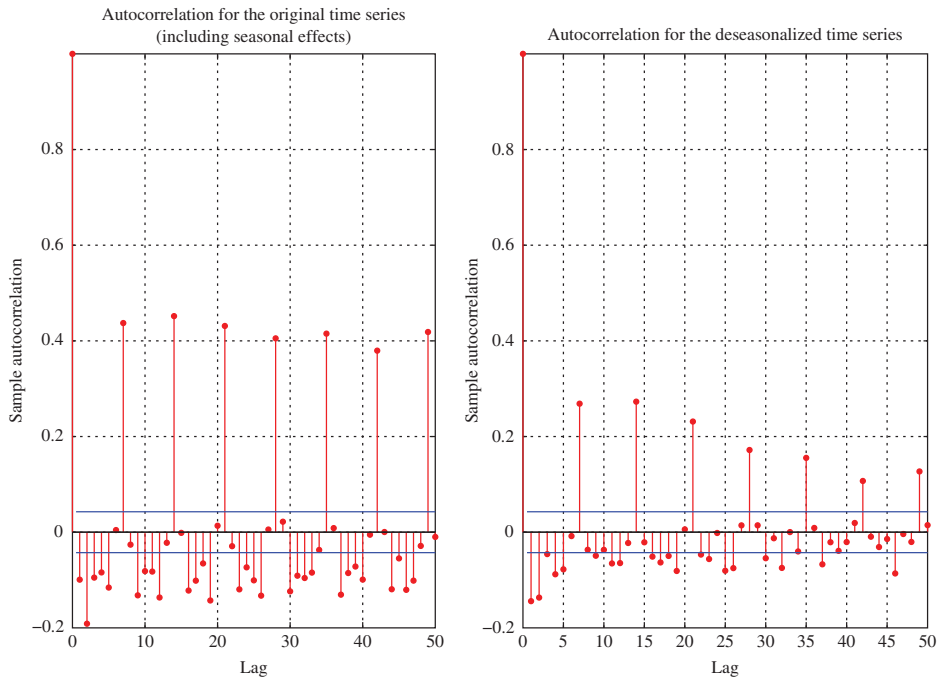 Autocorrelation for the original time series
(including seasonal effects)
Sample autocorrelation
0.8
0.6
0.4
0.2
0
−0.2
0 10 20 30 40 50
Lag
Autocorrelation for the deseasonalized time series
Sample autocorrelation
0.8
0.6
0.4
0.2
0
−0.2
0 5 10 15 20 25 30 35 40 45 50
Lag